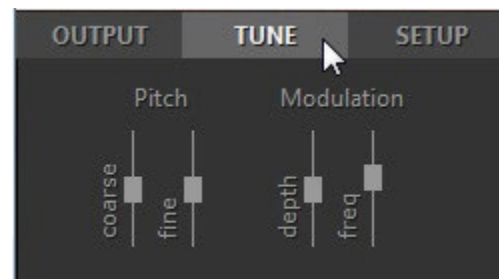 OUTPUT TUNE SETUP
Pitch Modulation
coarse fine depth freq